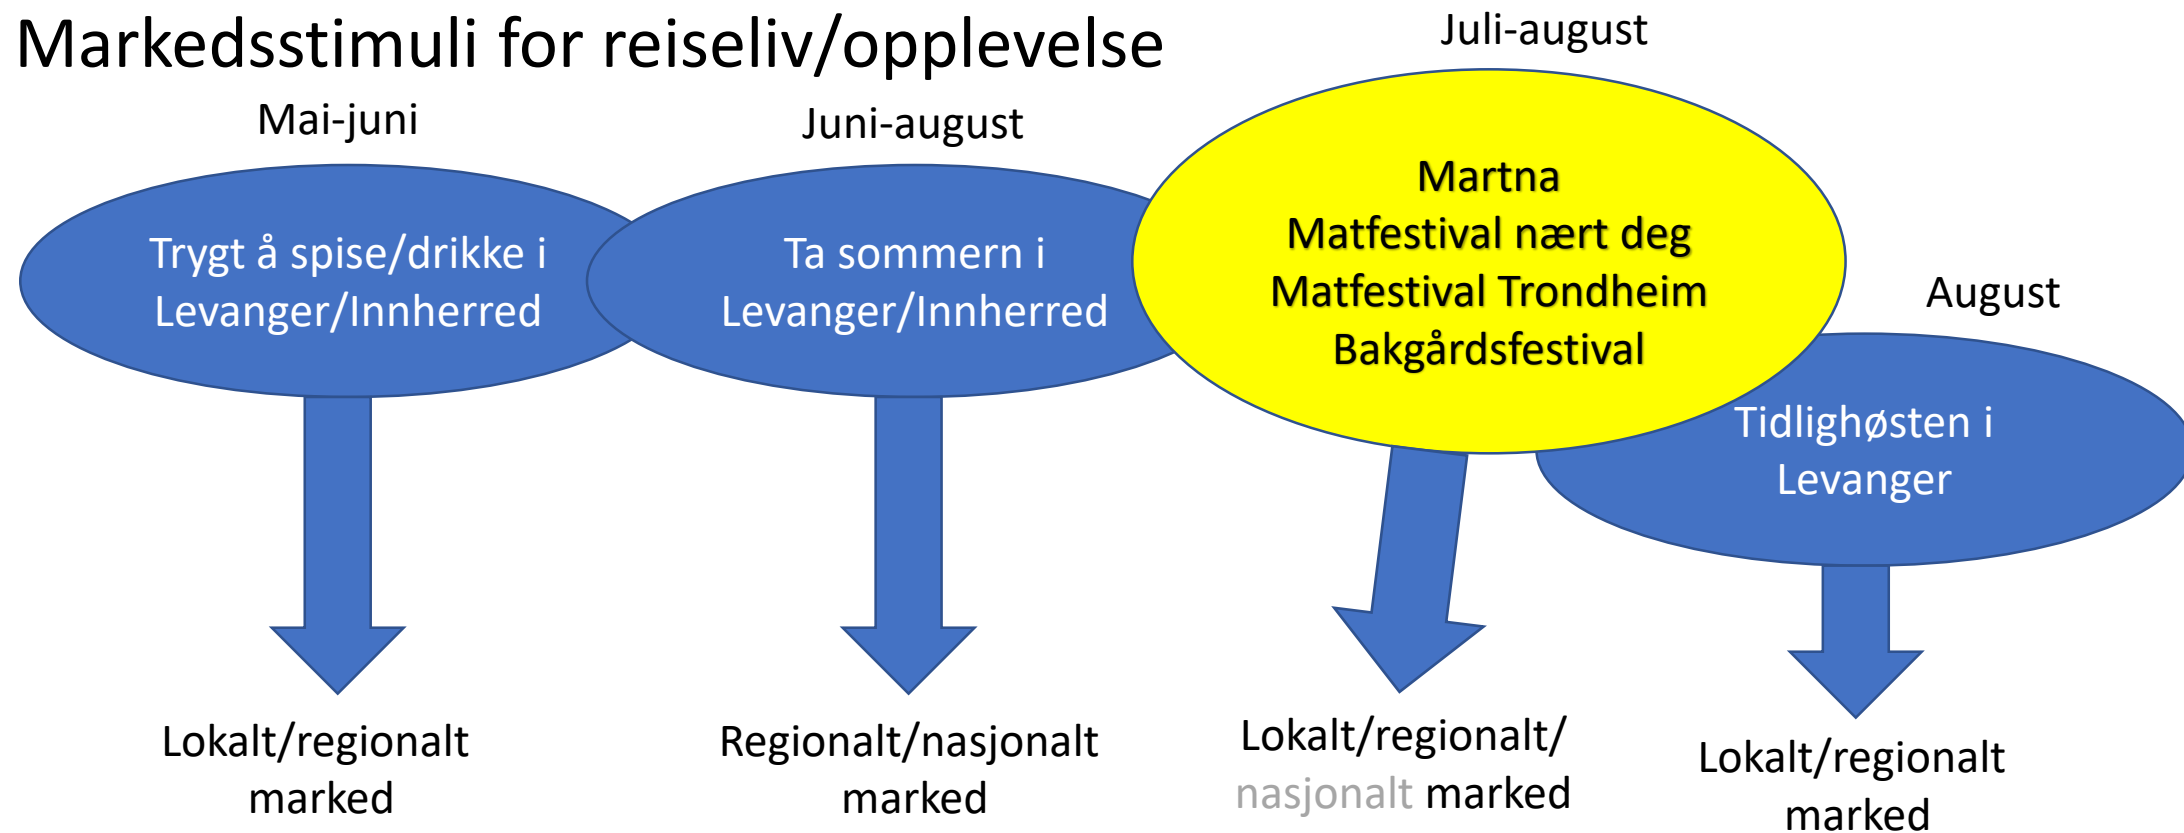 Markedsstimuli for reiseliv/opplevelse
Mai-juni
Trygt å spise/drikke i
Levanger/Innherred
Lokalt/regionalt
marked
Juni-august
Ta sommern i
Levanger/Innherred
Regionalt/nasjonalt
marked
Juli-august
Martna
Matfestival nært deg
Matfestival Trondheim
Bakgårdsfestival
Lokalt/regionalt/
nasjonalt marked
August
Tidlighøsten i
Levanger
Lokalt/regionalt
marked